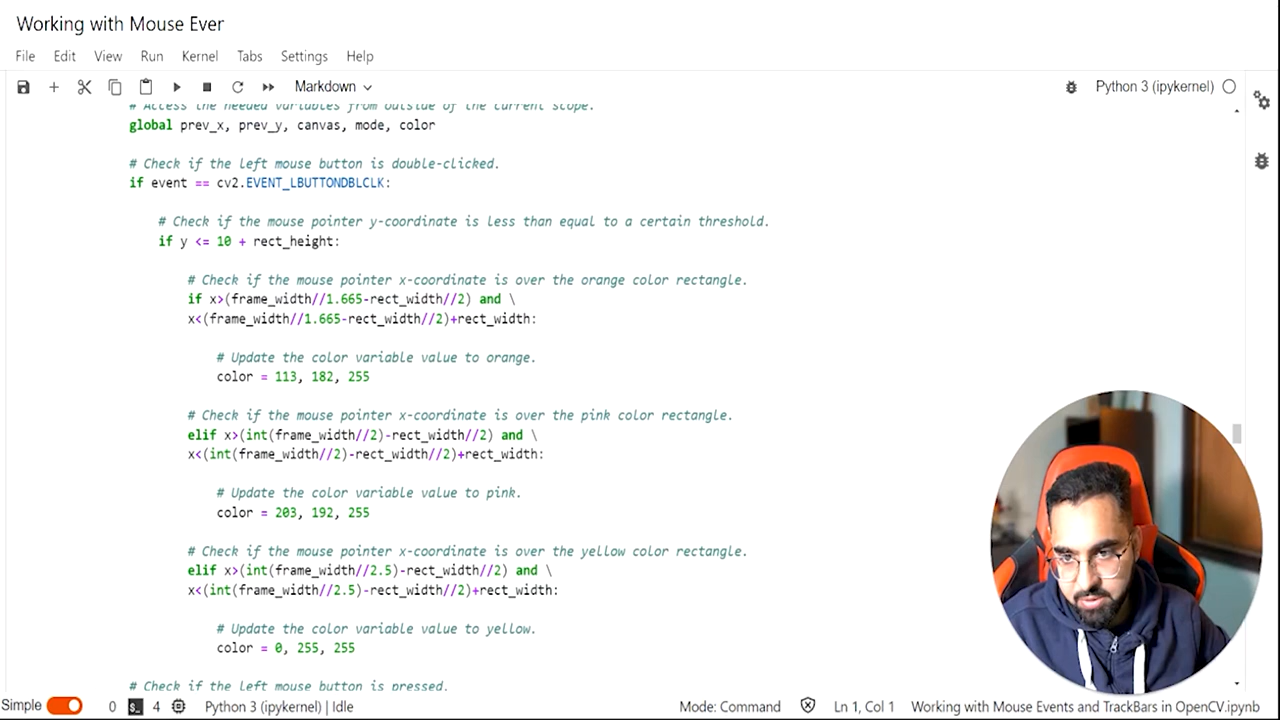 Working with Mouse Ever
File Edit View Run Kernel Tabs Settings Help
Markdown Python 3 (ipykernel)
# Access the needed variables from outside of the current scope.
global prev_x, prev_y, canvas, mode, color
# Check if the left mouse button is double-clicked.
if event == cv2.EVENT_LBUTTONDBLCLK:
# Check if the mouse pointer y-coordinate is less than equal to a certain threshold.
if y <= 10 + rect_height:
# Check if the mouse pointer x-coordinate is over the orange color rectangle.
if x>(frame_width//1.665-rect_width//2) and \
x<(frame_width//1.665-rect_width//2)+rect_width:
# Update the color variable value to orange.
color = 113, 182, 255
# Check if the mouse pointer x-coordinate is over the pink color rectangle.
elif x>(int(frame_width//2)-rect_width//2) and \
x<(int(frame_width//2)-rect_width//2)+rect_width:
# Update the color variable value to pink.
color = 203, 192, 255
# Check if the mouse pointer x-coordinate is over the yellow color rectangle.
elif x>(int(frame_width//2.5)-rect_width//2) and \
x<(int(frame_width//2.5)-rect_width//2)+rect_width:
# Update the color variable value to yellow.
color = 0, 255, 255
# Check if the left mouse button is pressed.
Simple 0 $_ 4 Python 3 (ipykernel) | Idle Mode: Command Ln 1, Col 1 Working with Mouse Events and TrackBars in OpenCV.ipynb